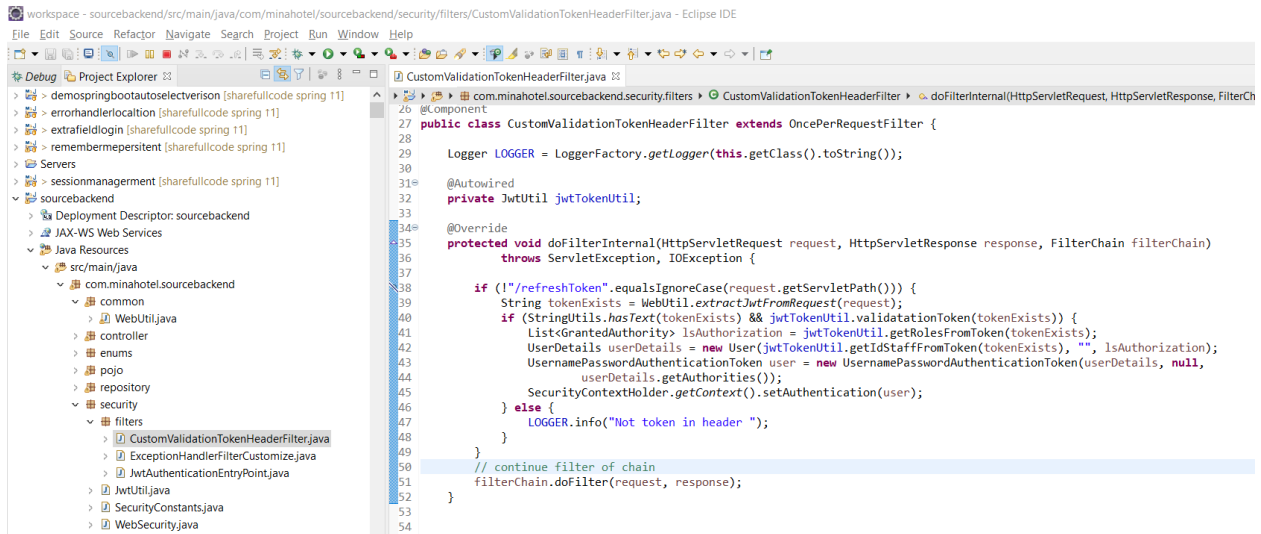 workspace - sourcebackend/src/main/java/com/minahotel/sourcebackend/security/filters/CustomValidationTokenHeaderFilter.java - Eclipse IDE
File Edit Source Refactor Navigate Search Project Run Window Help
Debug Project Explorer
> demospringbootautoselectverison [sharefullcode spring ↑1]
> errorhandlerlocaltion [sharefullcode spring ↑1]
> extrafieldlogin [sharefullcode spring ↑1]
> remembermepersitent [sharefullcode spring ↑1]
Servers
> sessionmanagerment [sharefullcode spring ↑1]
sourcebackend
Deployment Descriptor: sourcebackend
JAX-WS Web Services
Java Resources
src/main/java
com.minahotel.sourcebackend
common
WebUtil.java
controller
enums
pojo
repository
security
filters
CustomValidationTokenHeaderFilter.java
ExceptionHandlerFilterCustomize.java
JwtAuthenticationEntryPoint.java
JwtUtil.java
SecurityConstants.java
WebSecurity.java
CustomValidationTokenHeaderFilter.java
com.minahotel.sourcebackend.security.filters CustomValidationTokenHeaderFilter doFilterInternal(HttpServletRequest, HttpServletResponse, FilterCh
26 @Component
27 public class CustomValidationTokenHeaderFilter extends OncePerRequestFilter {
28
29 Logger LOGGER = LoggerFactory.getLogger(this.getClass().toString());
30
31 @Autowired
32 private JwtUtil jwtTokenUtil;
33
34 @Override
35 protected void doFilterInternal(HttpServletRequest request, HttpServletResponse response, FilterChain filterChain)
36 throws ServletException, IOException {
37
38 if (!"/refreshToken".equalsIgnoreCase(request.getServletPath())) {
39 String tokenExists = WebUtil.extractJwtFromRequest(request);
40 if (StringUtils.hasText(tokenExists) && jwtTokenUtil.validatationToken(tokenExists)) {
41 List<GrantedAuthority> lsAuthorization = jwtTokenUtil.getRolesFromToken(tokenExists);
42 UserDetails userDetails = new User(jwtTokenUtil.getIdStaffFromToken(tokenExists), "", lsAuthorization);
43 UsernamePasswordAuthenticationToken user = new UsernamePasswordAuthenticationToken(userDetails, null,
44 userDetails.getAuthorities());
45 SecurityContextHolder.getContext().setAuthentication(user);
46 } else {
47 LOGGER.info("Not token in header ");
48 }
49 }
50 // continue filter of chain
51 filterChain.doFilter(request, response);
52 }
53
54